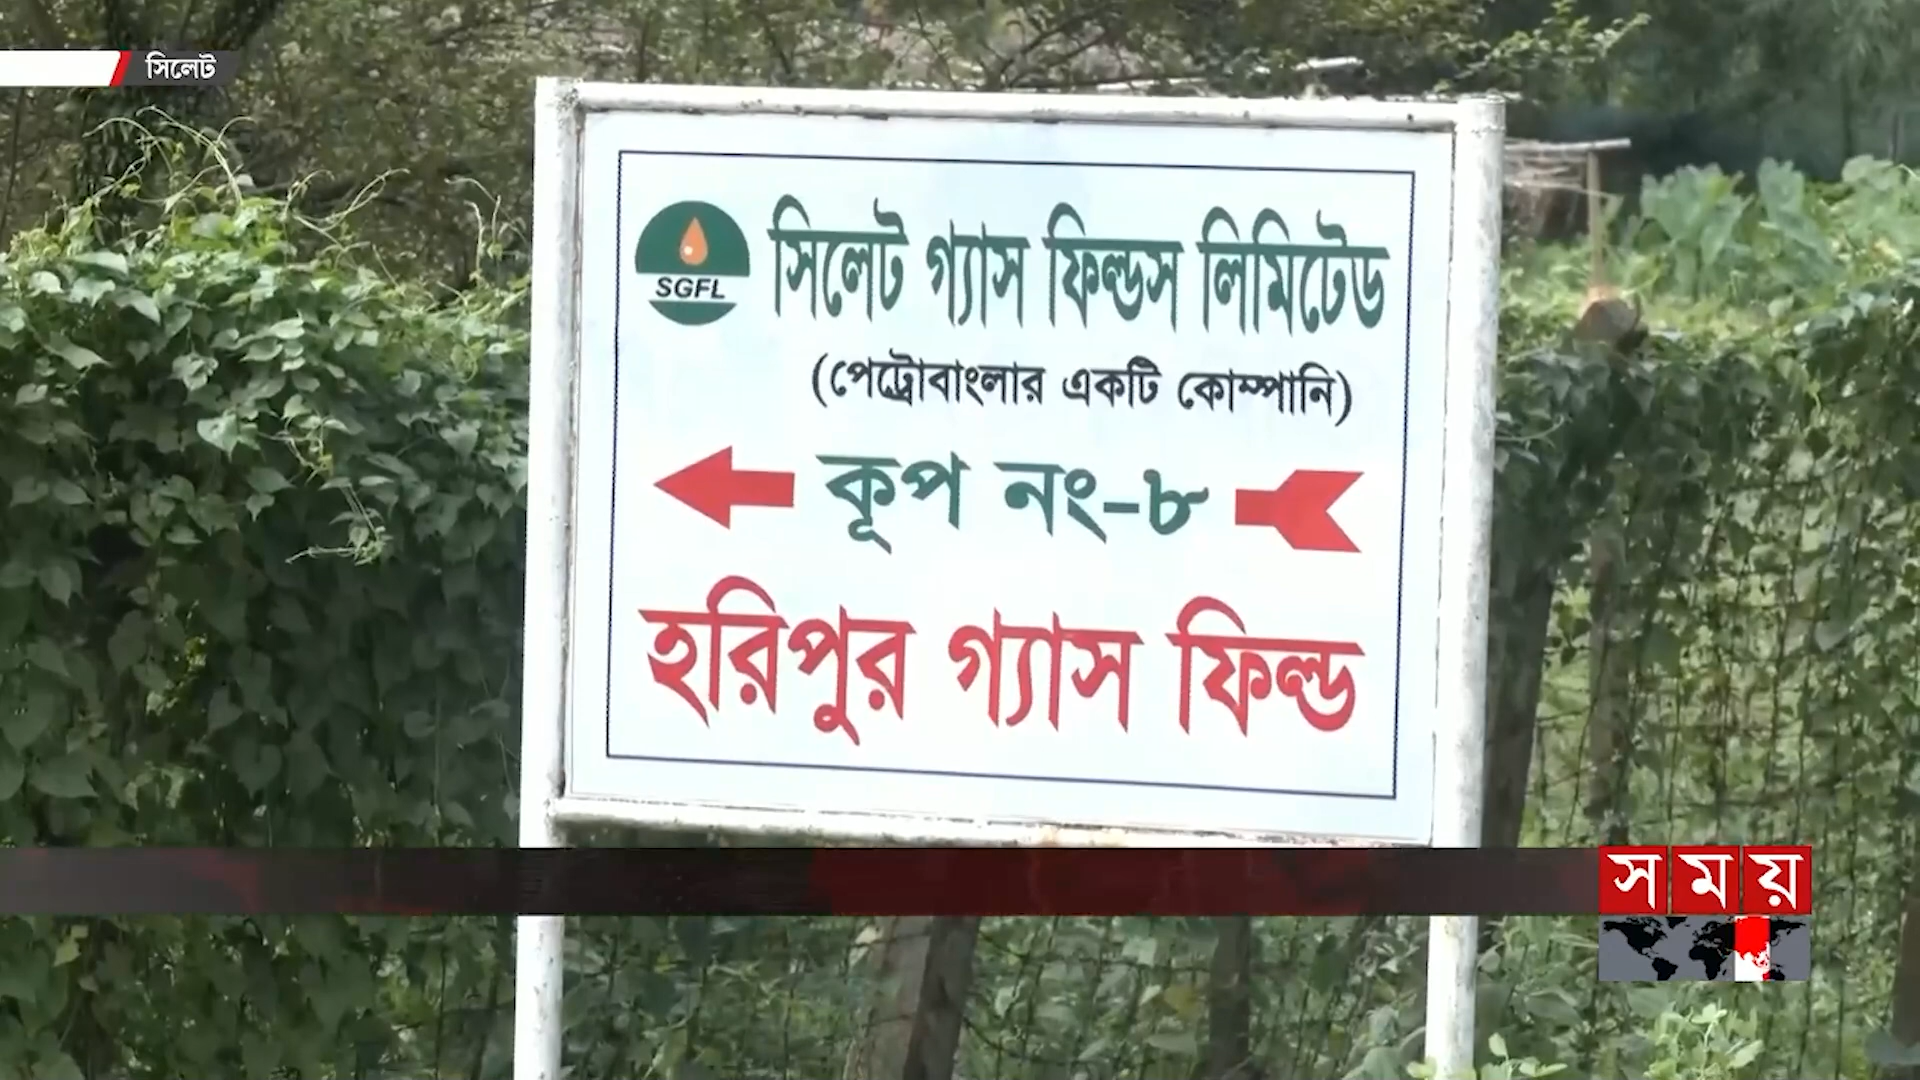 সিলেট
সিলেট গ্যাস ফিল্ডস লিমিটেড
SGFL
(পেট্রোবাংলার একটি কোম্পানি)
কূপ নং-৮
হরিপুর গ্যাস ফিল্ড
সময়